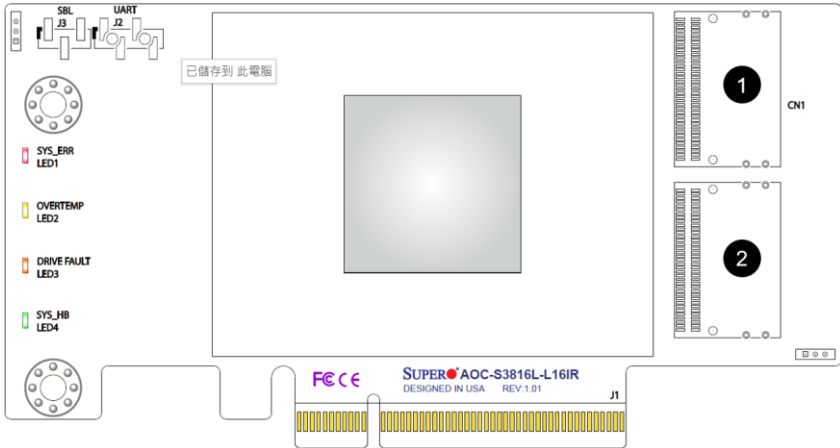 SBL
J3
UART
J2
已儲存到 此電腦
1
CN1
SYS_ERR
LED1
OVERTEMP
LED2
2
DRIVE FAULT
LED3
SYS_HB
LED4
FC CE
SUPER AOC-S3816L-L16IR
DESIGNED IN USA REV:1.01
J1